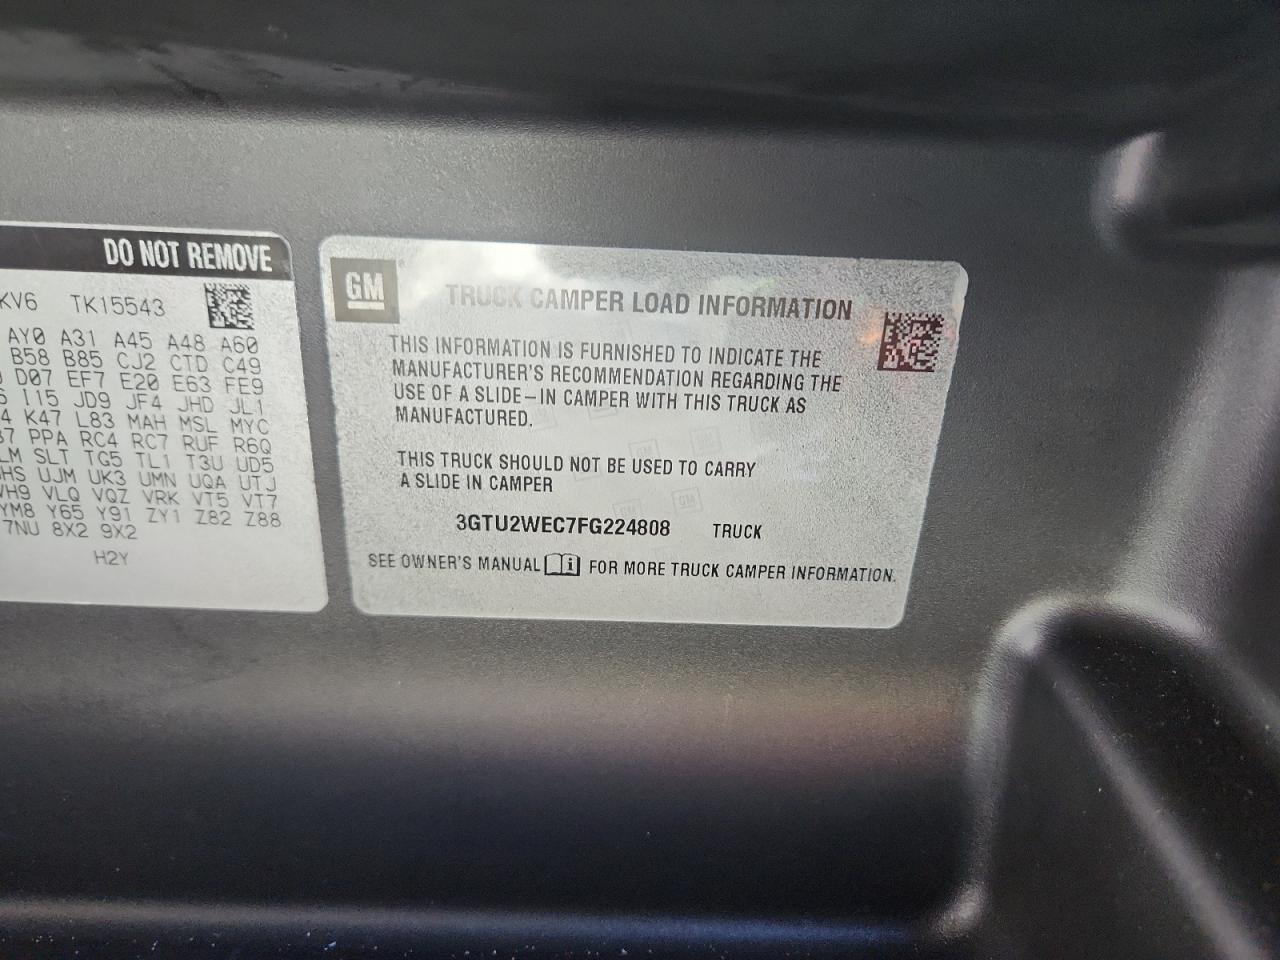 DO NOT REMOVE
KV6 TK15543
AY0 A31 A45 A48 A60
B58 B85 CJ2 CTD C49
D07 EF7 E20 E63 FE9
I15 JD9 JF4 JHD JL1
K47 L83 MAH MSL MYC
PPA RC4 RC7 RUF R6Q
SLT TG5 TL1 T3U UD5
UJM UK3 UMN UQA UTJ
VH9 VLQ VQZ VRK VT5 VT7
YM8 Y65 Y91 ZY1 Z82 Z88
7NU 8X2 9X2
H2Y
GM
TRUCK CAMPER LOAD INFORMATION
THIS INFORMATION IS FURNISHED TO INDICATE THE
MANUFACTURER'S RECOMMENDATION REGARDING THE
USE OF A SLIDE-IN CAMPER WITH THIS TRUCK AS
MANUFACTURED.
THIS TRUCK SHOULD NOT BE USED TO CARRY
A SLIDE IN CAMPER
3GTU2WEC7FG224808 TRUCK
SEE OWNER'S MANUAL i FOR MORE TRUCK CAMPER INFORMATION.